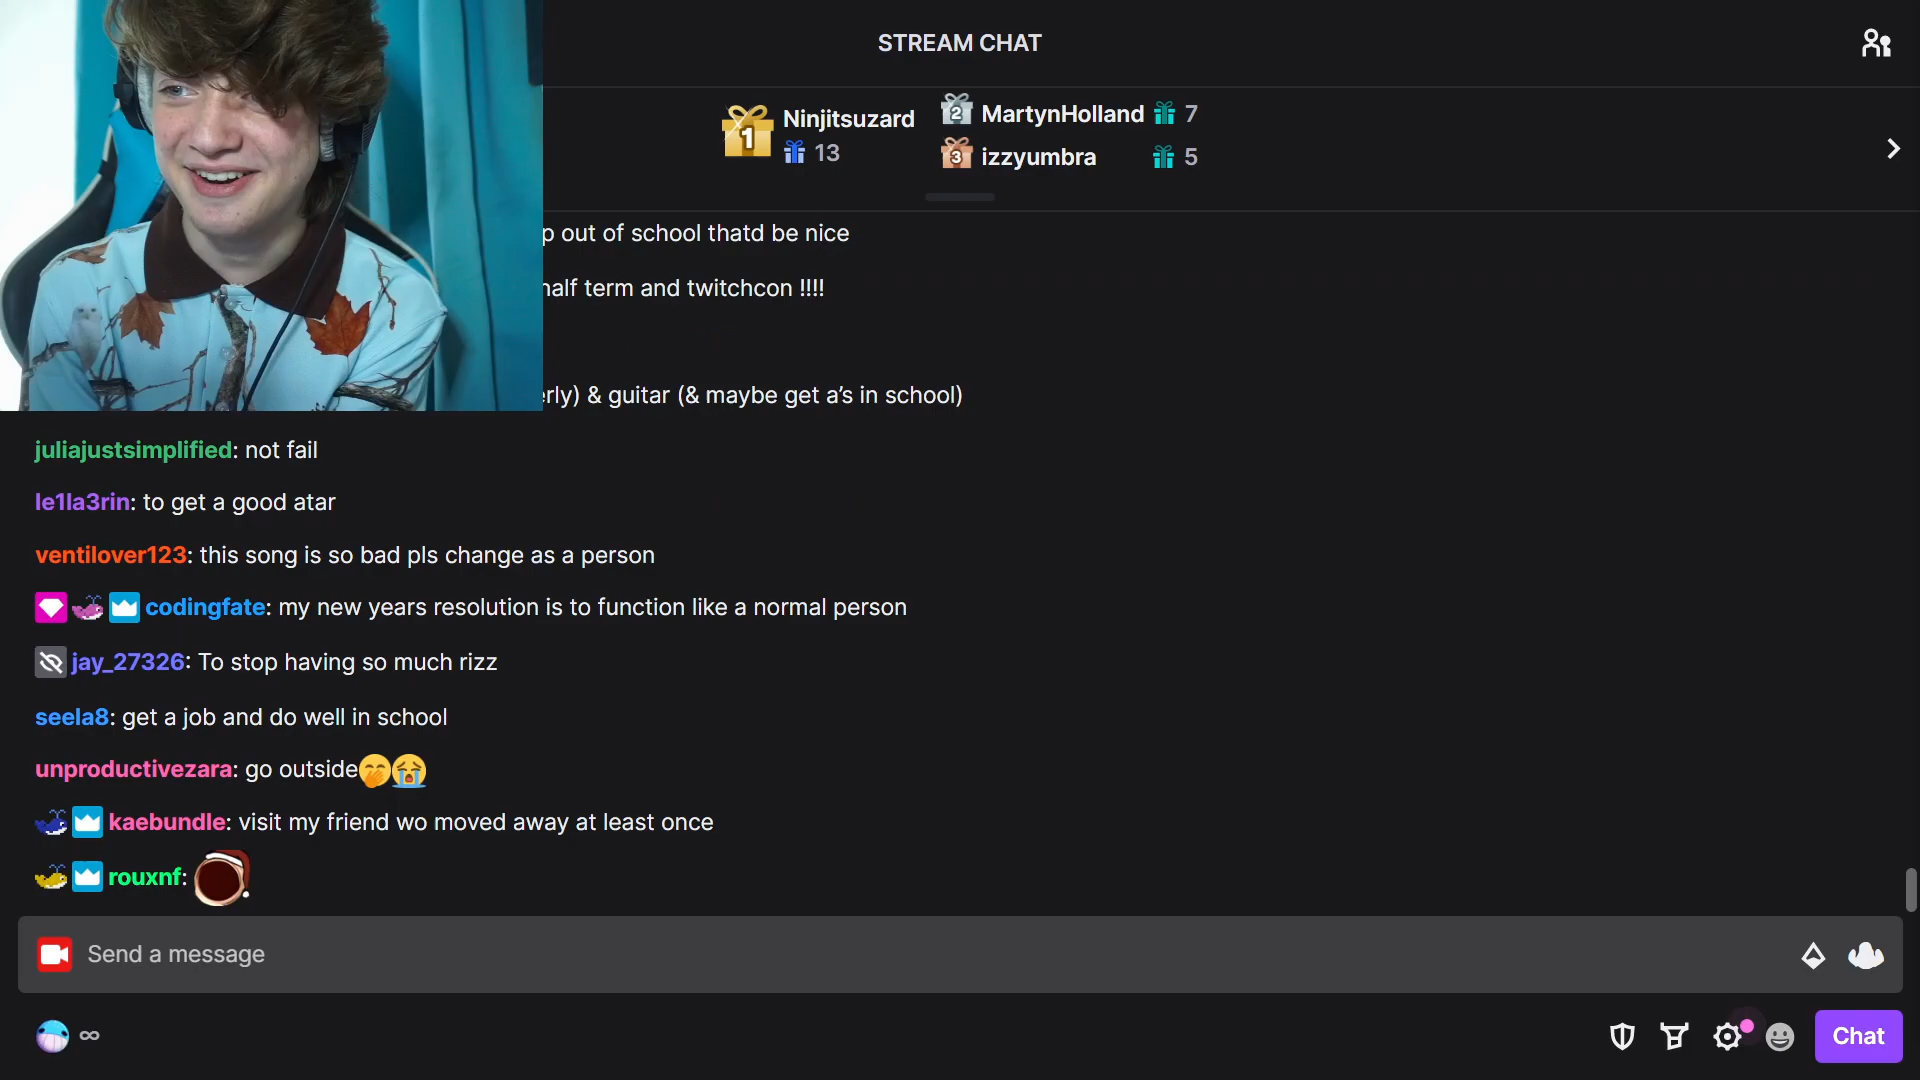 STREAM CHAT
1 Ninjitsuzard 13
2 MartynHolland 7
3 izzyumbra 5
out of school thatd be nice
half term and twitchcon !!!!
& guitar (& maybe get a’s in school)
juliajustsimplified: not fail
le1la3rin: to get a good atar
ventilover123: this song is so bad pls change as a person
codingfate: my new years resolution is to function like a normal person
jay_27326: To stop having so much rizz
seela8: get a job and do well in school
unproductivezara: go outside🤭😭
kaebundle: visit my friend wo moved away at least once
rouxnf:
Send a message
∞
Chat